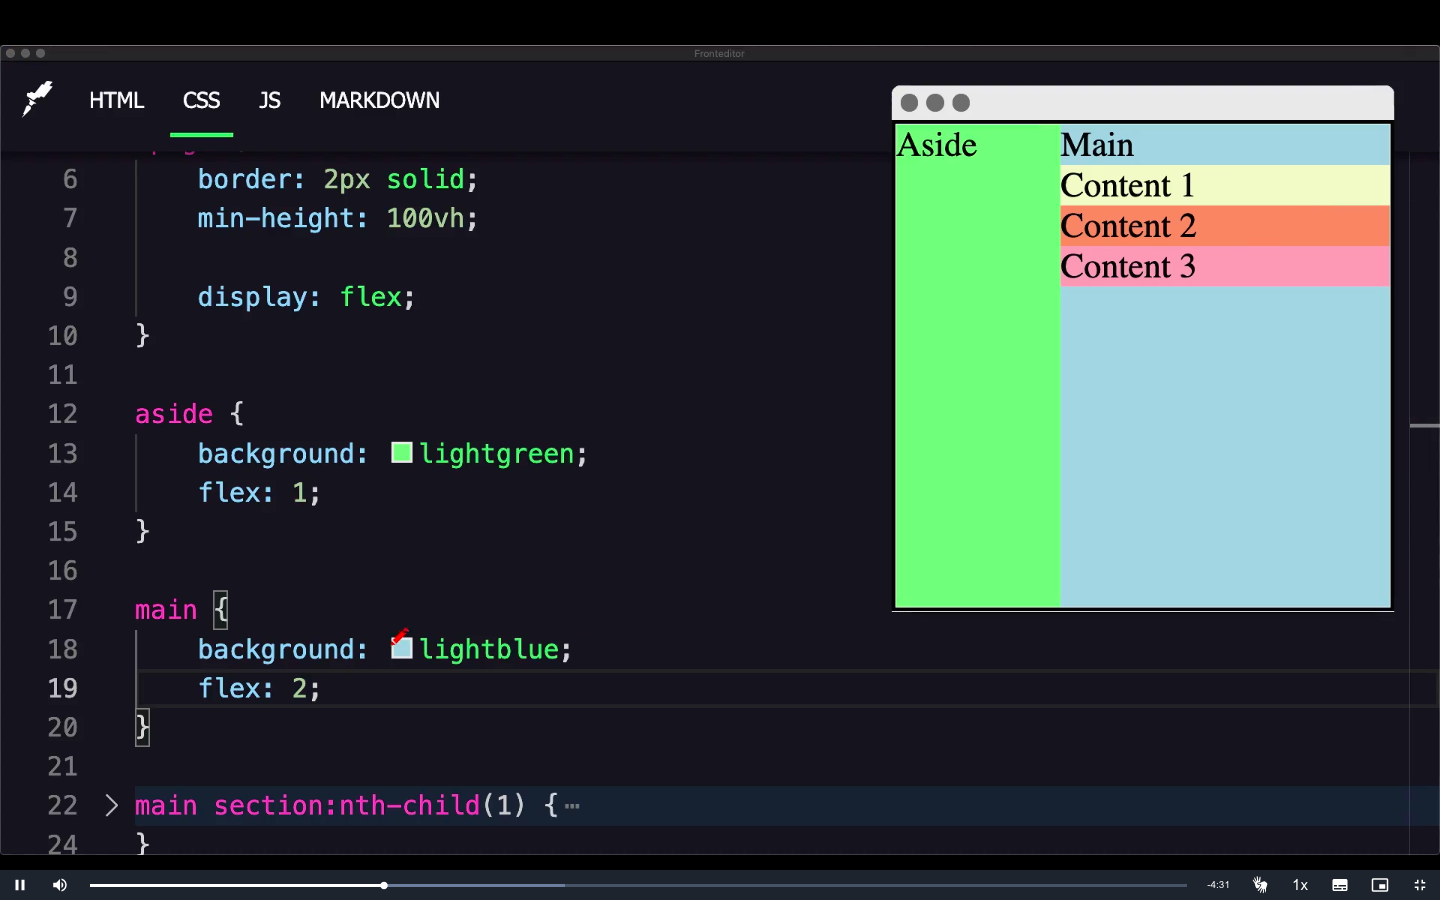 Fronteditor
HTML CSS JS MARKDOWN
6 border: 2px solid;
7 min-height: 100vh;
8
9 display: flex;
10 }
11
12 aside {
13 background: lightgreen;
14 flex: 1;
15 }
16
17 main {
18 background: lightblue;
19 flex: 2;
20 }
21
22 main section:nth-child(1) {⋯
24 }
Aside
Main
Content 1
Content 2
Content 3
-4:31
1x